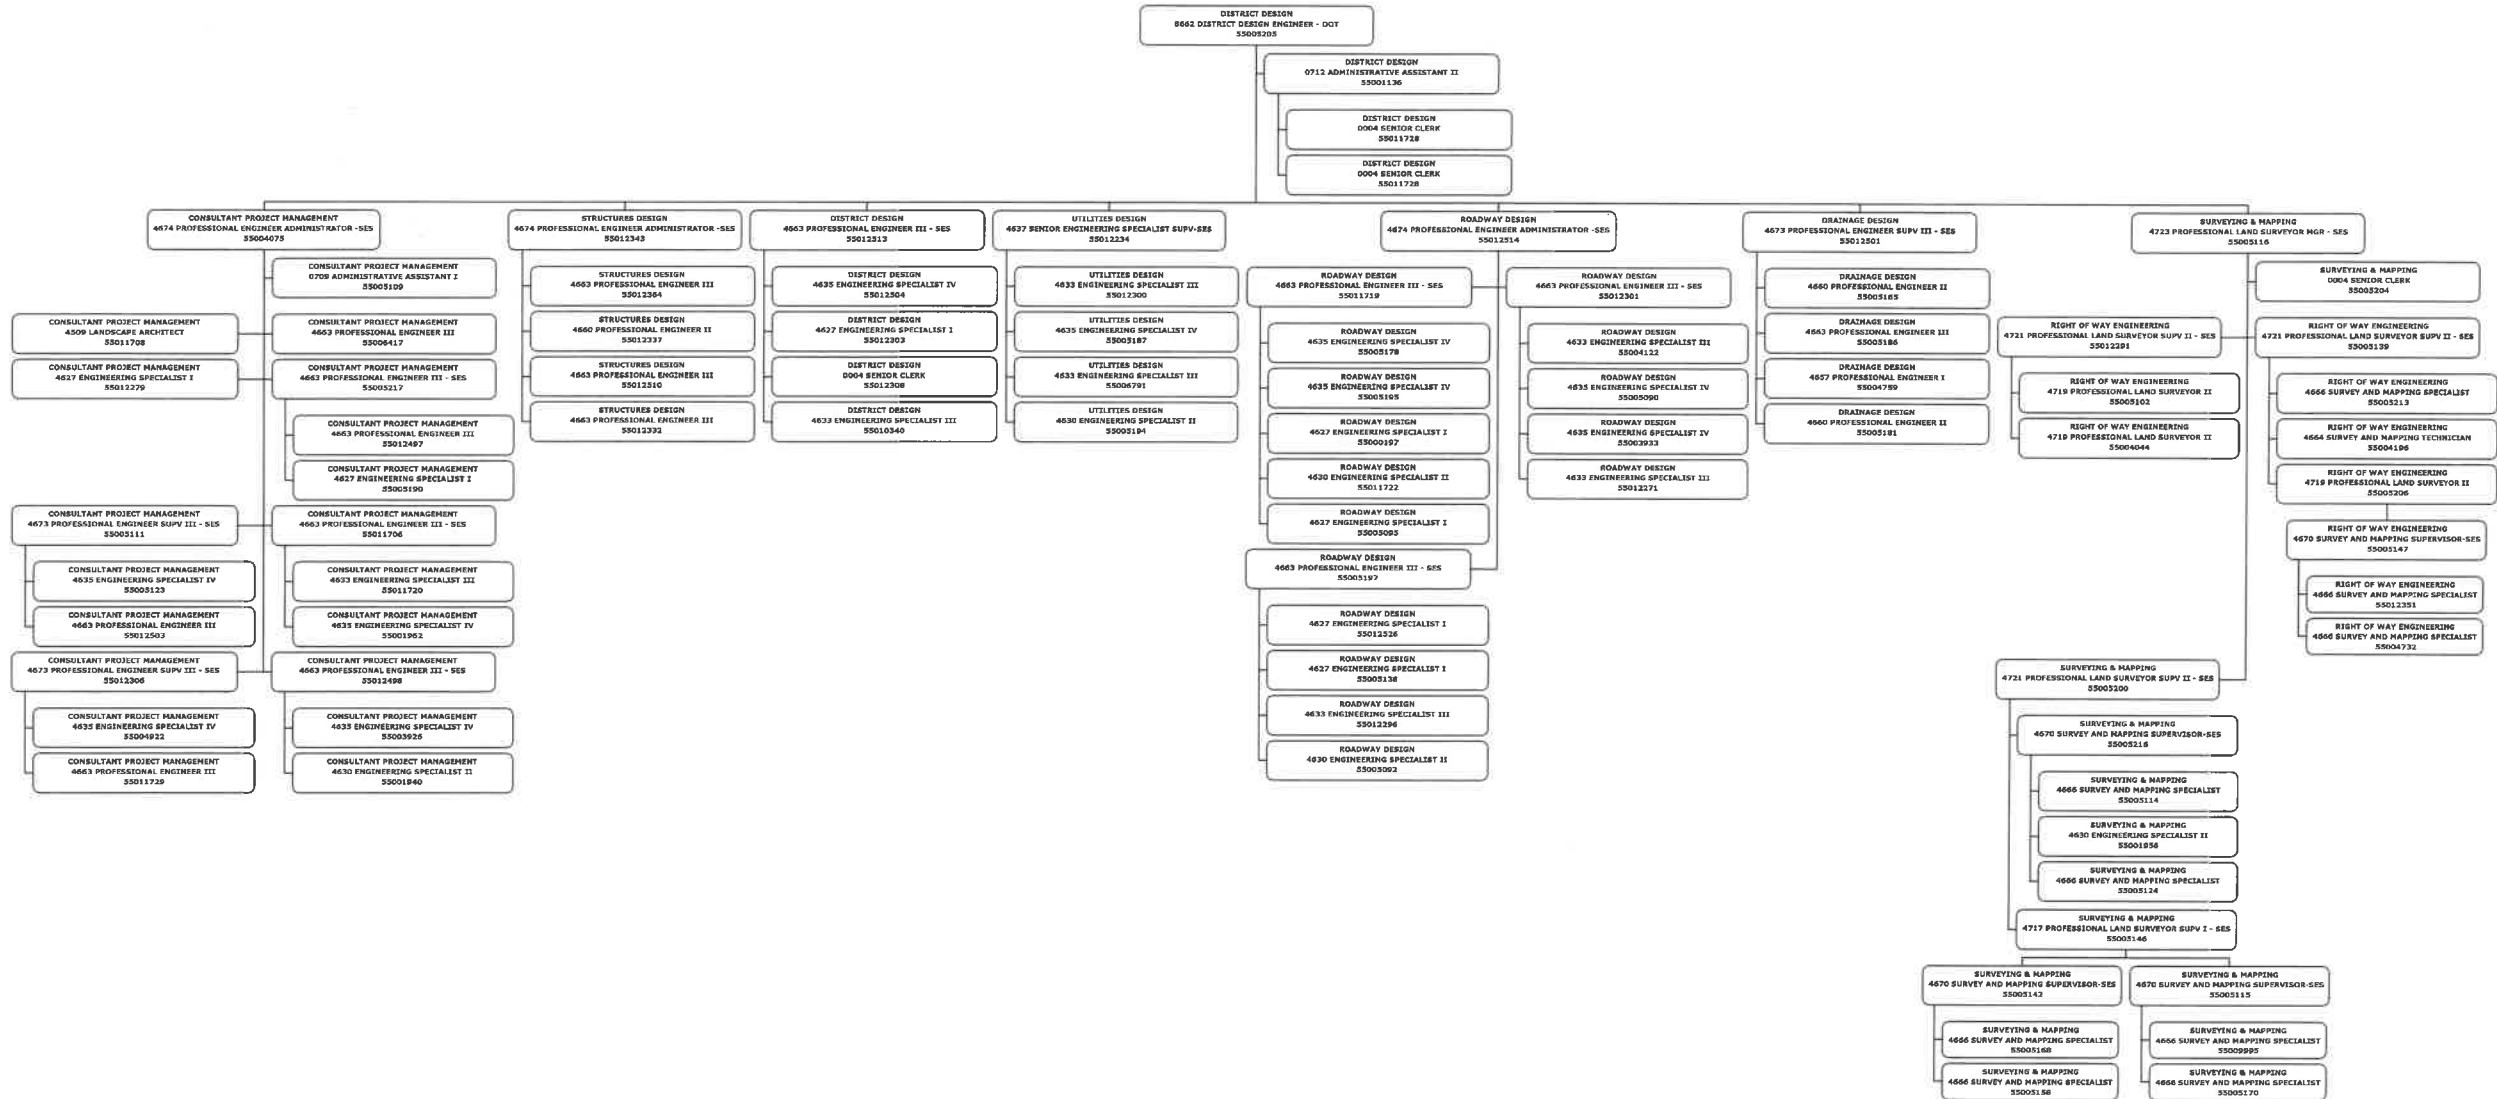 DISTRICT DESIGN
8662 DISTRICT DESIGN ENGINEER - DOT
55005205
DISTRICT DESIGN
0712 ADMINISTRATIVE ASSISTANT II
55001136
DISTRICT DESIGN
0004 SENIOR CLERK
55011728
DISTRICT DESIGN
0004 SENIOR CLERK
55011728
CONSULTANT PROJECT MANAGEMENT
4674 PROFESSIONAL ENGINEER ADMINISTRATOR -SES
55004075
CONSULTANT PROJECT MANAGEMENT
0709 ADMINISTRATIVE ASSISTANT I
55005109
CONSULTANT PROJECT MANAGEMENT
4509 LANDSCAPE ARCHITECT
55011708
CONSULTANT PROJECT MANAGEMENT
4663 PROFESSIONAL ENGINEER III
55006417
CONSULTANT PROJECT MANAGEMENT
4627 ENGINEERING SPECIALIST I
55012279
CONSULTANT PROJECT MANAGEMENT
4663 PROFESSIONAL ENGINEER III - SES
55005217
CONSULTANT PROJECT MANAGEMENT
4663 PROFESSIONAL ENGINEER III
55012497
CONSULTANT PROJECT MANAGEMENT
4627 ENGINEERING SPECIALIST I
55005190
CONSULTANT PROJECT MANAGEMENT
4673 PROFESSIONAL ENGINEER SUPV III - SES
55005111
CONSULTANT PROJECT MANAGEMENT
4635 ENGINEERING SPECIALIST IV
55005123
CONSULTANT PROJECT MANAGEMENT
4663 PROFESSIONAL ENGINEER III
55012503
CONSULTANT PROJECT MANAGEMENT
4663 PROFESSIONAL ENGINEER III - SES
55011706
CONSULTANT PROJECT MANAGEMENT
4633 ENGINEERING SPECIALIST III
55011720
CONSULTANT PROJECT MANAGEMENT
4635 ENGINEERING SPECIALIST IV
55001962
CONSULTANT PROJECT MANAGEMENT
4673 PROFESSIONAL ENGINEER SUPV III - SES
55012306
CONSULTANT PROJECT MANAGEMENT
4635 ENGINEERING SPECIALIST IV
55004922
CONSULTANT PROJECT MANAGEMENT
4663 PROFESSIONAL ENGINEER III
55011729
CONSULTANT PROJECT MANAGEMENT
4663 PROFESSIONAL ENGINEER III - SES
55012498
CONSULTANT PROJECT MANAGEMENT
4635 ENGINEERING SPECIALIST IV
55003926
CONSULTANT PROJECT MANAGEMENT
4630 ENGINEERING SPECIALIST II
55001940
STRUCTURES DESIGN
4674 PROFESSIONAL ENGINEER ADMINISTRATOR -SES
55012343
STRUCTURES DESIGN
4663 PROFESSIONAL ENGINEER III
55012364
STRUCTURES DESIGN
4660 PROFESSIONAL ENGINEER II
55012337
STRUCTURES DESIGN
4663 PROFESSIONAL ENGINEER III
55012510
STRUCTURES DESIGN
4663 PROFESSIONAL ENGINEER III
55012332
DISTRICT DESIGN
4663 PROFESSIONAL ENGINEER III - SES
55012513
DISTRICT DESIGN
4635 ENGINEERING SPECIALIST IV
55012504
DISTRICT DESIGN
4627 ENGINEERING SPECIALIST I
55012303
DISTRICT DESIGN
0004 SENIOR CLERK
55012308
DISTRICT DESIGN
4633 ENGINEERING SPECIALIST III
55010340
UTILITIES DESIGN
4637 SENIOR ENGINEERING SPECIALIST SUPV-SES
55012234
UTILITIES DESIGN
4633 ENGINEERING SPECIALIST III
55012300
UTILITIES DESIGN
4635 ENGINEERING SPECIALIST IV
55005187
UTILITIES DESIGN
4633 ENGINEERING SPECIALIST III
55006791
UTILITIES DESIGN
4630 ENGINEERING SPECIALIST II
55005194
ROADWAY DESIGN
4674 PROFESSIONAL ENGINEER ADMINISTRATOR -SES
55012514
ROADWAY DESIGN
4663 PROFESSIONAL ENGINEER III - SES
55011719
ROADWAY DESIGN
4635 ENGINEERING SPECIALIST IV
55005178
ROADWAY DESIGN
4635 ENGINEERING SPECIALIST IV
55005195
ROADWAY DESIGN
4627 ENGINEERING SPECIALIST I
55000197
ROADWAY DESIGN
4630 ENGINEERING SPECIALIST II
55011722
ROADWAY DESIGN
4627 ENGINEERING SPECIALIST I
55005095
ROADWAY DESIGN
4663 PROFESSIONAL ENGINEER III - SES
55012301
ROADWAY DESIGN
4633 ENGINEERING SPECIALIST III
55004122
ROADWAY DESIGN
4635 ENGINEERING SPECIALIST IV
55005090
ROADWAY DESIGN
4635 ENGINEERING SPECIALIST IV
55003933
ROADWAY DESIGN
4633 ENGINEERING SPECIALIST III
55012271
ROADWAY DESIGN
4663 PROFESSIONAL ENGINEER III - SES
55005197
ROADWAY DESIGN
4627 ENGINEERING SPECIALIST I
55012526
ROADWAY DESIGN
4627 ENGINEERING SPECIALIST I
55005138
ROADWAY DESIGN
4633 ENGINEERING SPECIALIST III
55012296
ROADWAY DESIGN
4630 ENGINEERING SPECIALIST II
55005092
DRAINAGE DESIGN
4673 PROFESSIONAL ENGINEER SUPV III - SES
55012501
DRAINAGE DESIGN
4660 PROFESSIONAL ENGINEER II
55005165
DRAINAGE DESIGN
4663 PROFESSIONAL ENGINEER III
55005186
DRAINAGE DESIGN
4657 PROFESSIONAL ENGINEER I
55004759
DRAINAGE DESIGN
4660 PROFESSIONAL ENGINEER II
55005181
SURVEYING & MAPPING
4723 PROFESSIONAL LAND SURVEYOR MGR - SES
55005116
SURVEYING & MAPPING
0004 SENIOR CLERK
55005204
RIGHT OF WAY ENGINEERING
4721 PROFESSIONAL LAND SURVEYOR SUPV II - SES
55012291
RIGHT OF WAY ENGINEERING
4719 PROFESSIONAL LAND SURVEYOR II
55005102
RIGHT OF WAY ENGINEERING
4719 PROFESSIONAL LAND SURVEYOR II
55004044
RIGHT OF WAY ENGINEERING
4721 PROFESSIONAL LAND SURVEYOR SUPV II - SES
55005139
RIGHT OF WAY ENGINEERING
4666 SURVEY AND MAPPING SPECIALIST
55005213
RIGHT OF WAY ENGINEERING
4664 SURVEY AND MAPPING TECHNICIAN
55004196
RIGHT OF WAY ENGINEERING
4719 PROFESSIONAL LAND SURVEYOR II
55005206
RIGHT OF WAY ENGINEERING
4670 SURVEY AND MAPPING SUPERVISOR-SES
55005147
RIGHT OF WAY ENGINEERING
4666 SURVEY AND MAPPING SPECIALIST
55012351
RIGHT OF WAY ENGINEERING
4666 SURVEY AND MAPPING SPECIALIST
55004732
SURVEYING & MAPPING
4721 PROFESSIONAL LAND SURVEYOR SUPV II - SES
55005200
SURVEYING & MAPPING
4670 SURVEY AND MAPPING SUPERVISOR-SES
55005216
SURVEYING & MAPPING
4666 SURVEY AND MAPPING SPECIALIST
55005114
SURVEYING & MAPPING
4630 ENGINEERING SPECIALIST II
55001956
SURVEYING & MAPPING
4666 SURVEY AND MAPPING SPECIALIST
55005124
SURVEYING & MAPPING
4717 PROFESSIONAL LAND SURVEYOR SUPV I - SES
55005146
SURVEYING & MAPPING
4670 SURVEY AND MAPPING SUPERVISOR-SES
55005142
SURVEYING & MAPPING
4666 SURVEY AND MAPPING SPECIALIST
55005168
SURVEYING & MAPPING
4666 SURVEY AND MAPPING SPECIALIST
55005158
SURVEYING & MAPPING
4670 SURVEY AND MAPPING SUPERVISOR-SES
55005115
SURVEYING & MAPPING
4666 SURVEY AND MAPPING SPECIALIST
55009995
SURVEYING & MAPPING
4666 SURVEY AND MAPPING SPECIALIST
55005170